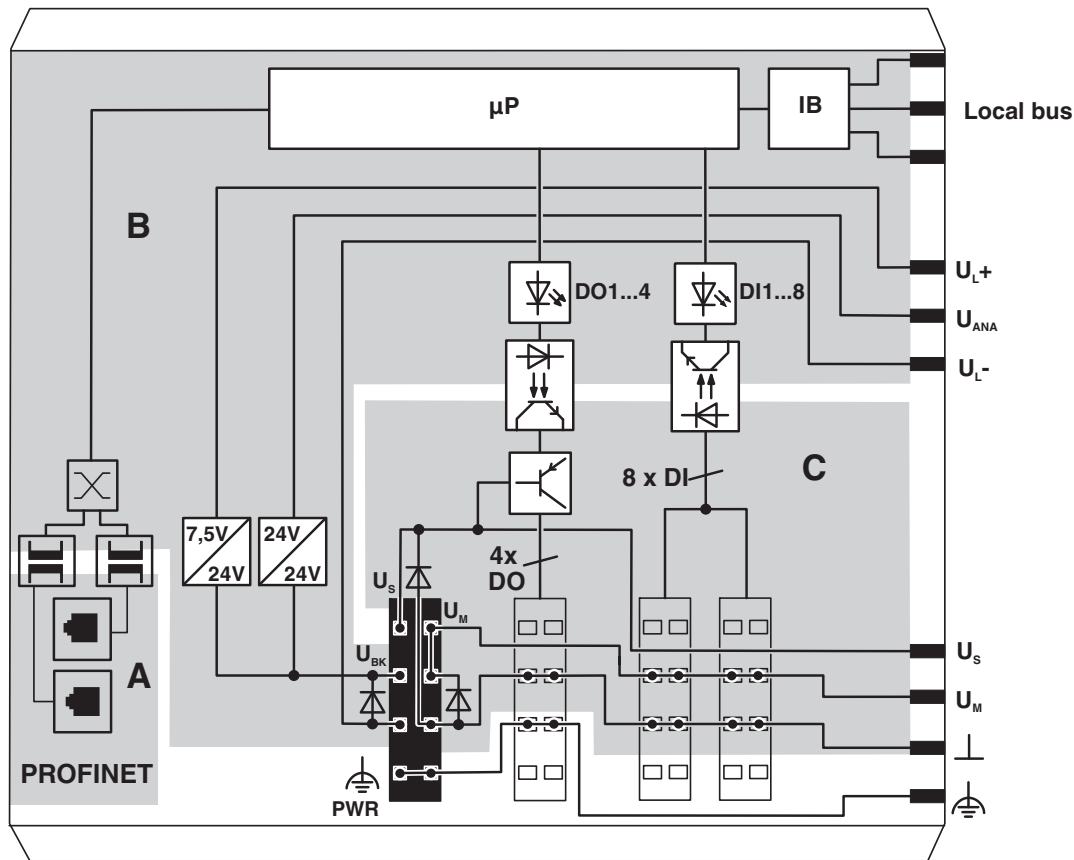 µP
IB
Local bus
B
U_L+
DO1...4
DI1...8
U_ANA
U_L-
8 x DI
C
7,5V
24V
24V
24V
4x
DO
U_S
U_M
U_BK
U_S
A
U_M
PROFINET
PWR